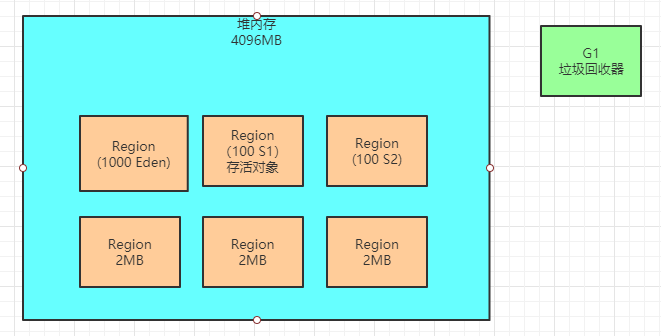 堆内存
4096MB
G1
垃圾回收器
Region
(1000 Eden)
Region
(100 S1)
存活对象
Region
(100 S2)
Region
2MB
Region
2MB
Region
2MB